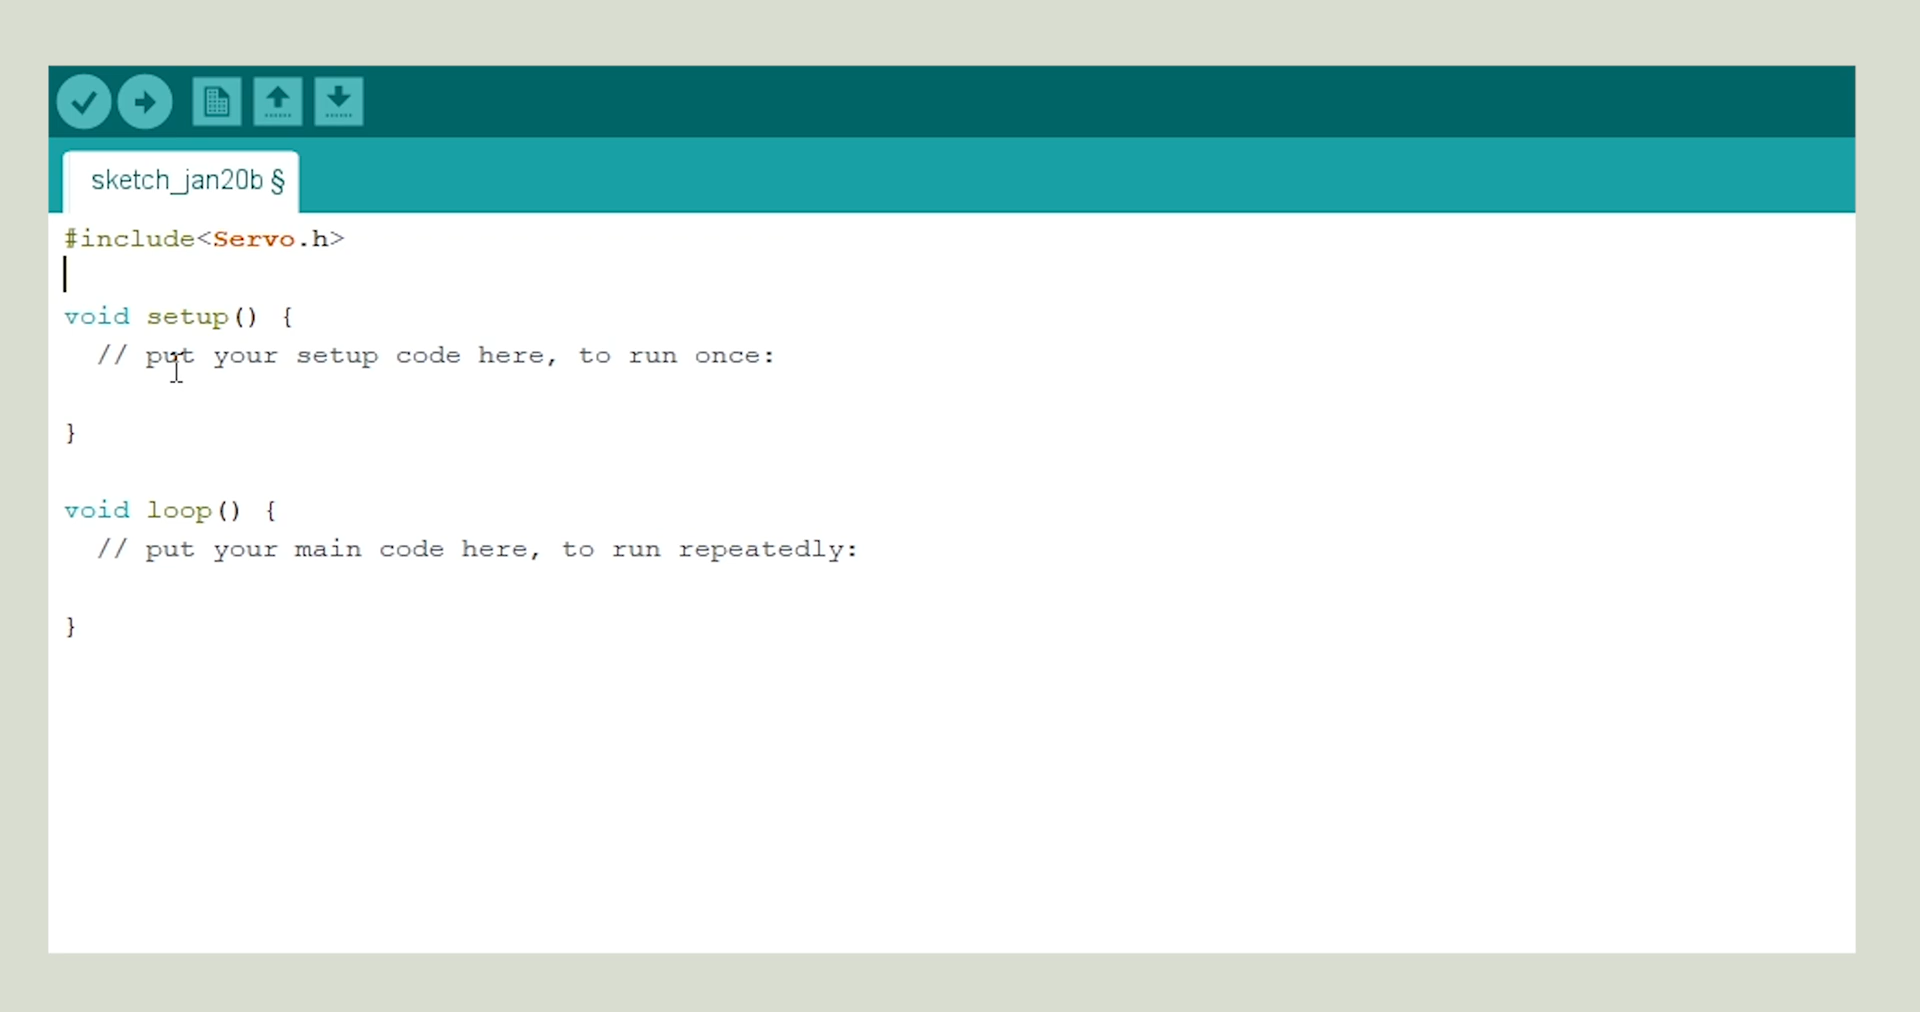 sketch_jan20b §
#include<Servo.h>
void setup() {
  // put your setup code here, to run once:
}
void loop() {
  // put your main code here, to run repeatedly:
}